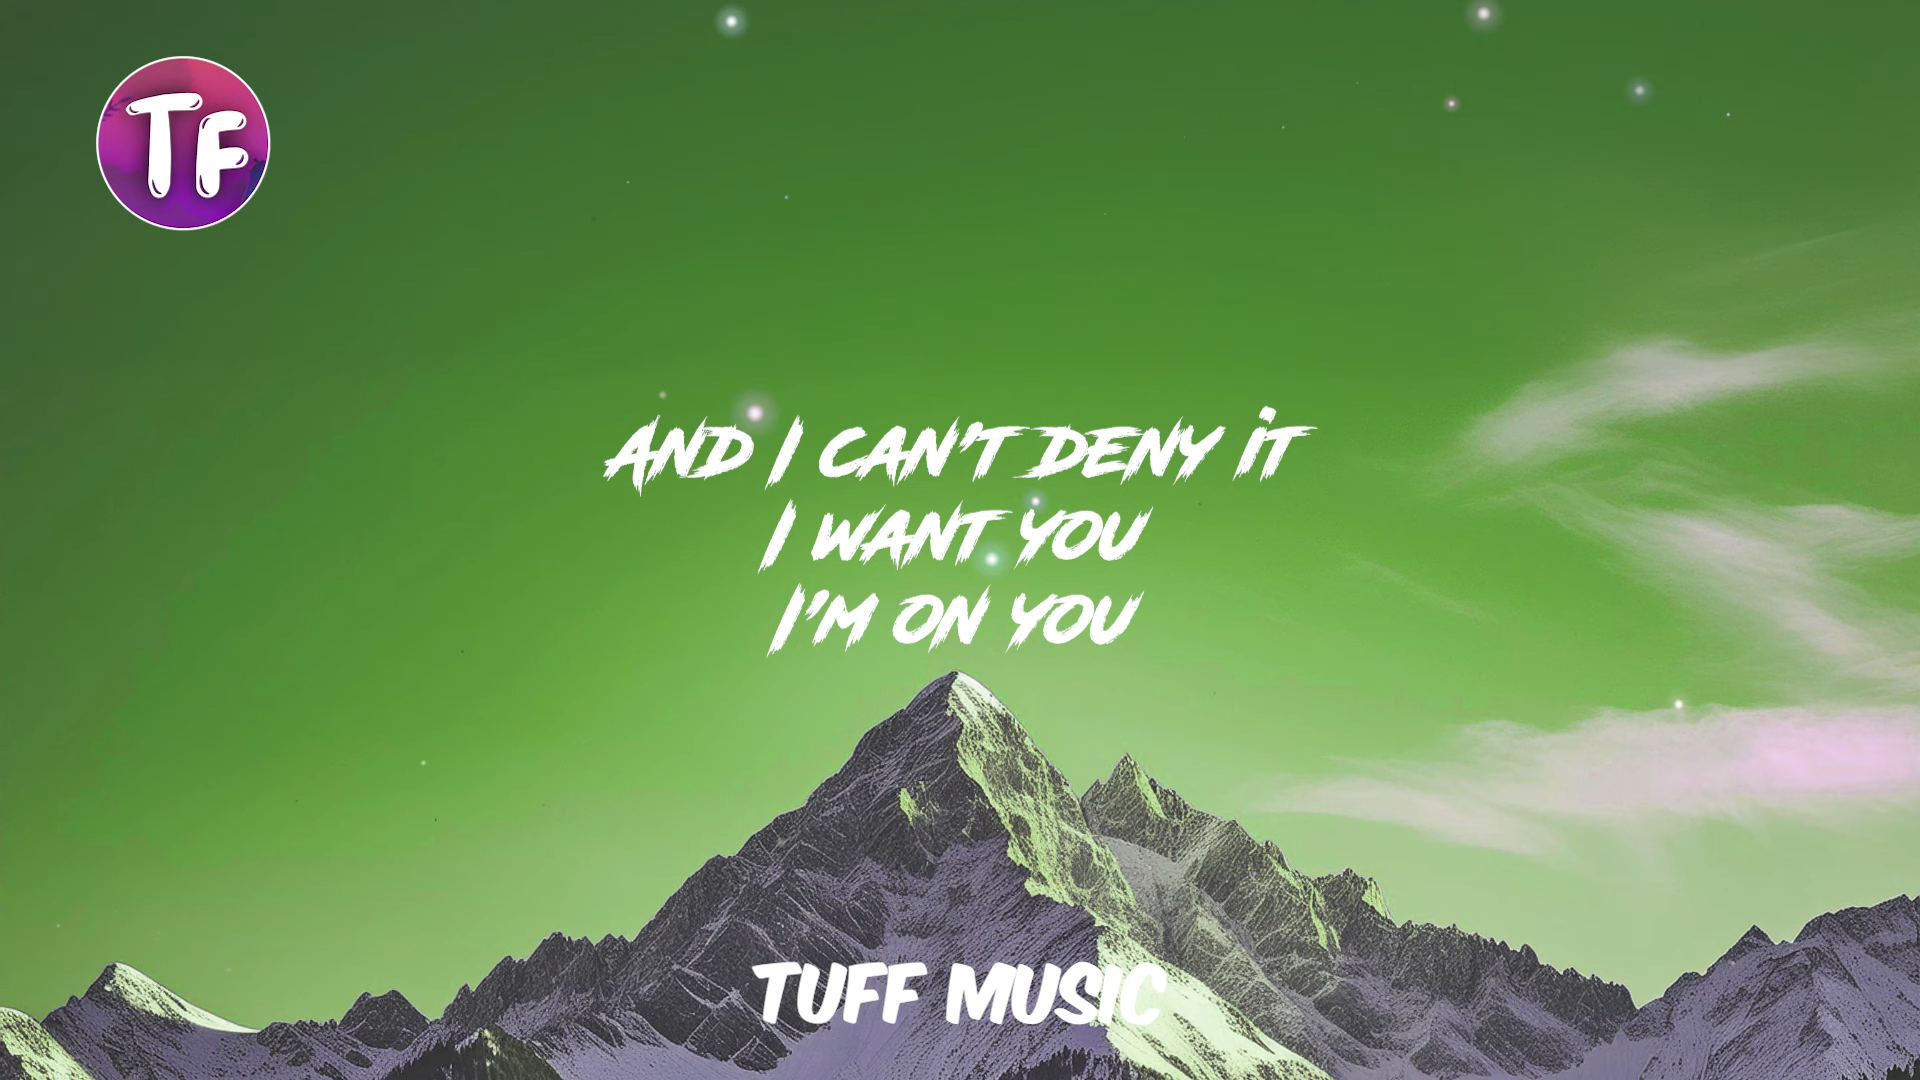 TF
AND I CAN'T DENY IT
I WANT YOU
I'M ON YOU
TUFF MUSIC